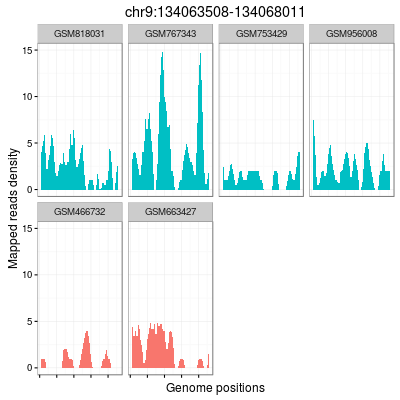 chr9:134063508-134068011
GSM818031 GSM767343 GSM753429 GSM956008
15
10
5
0
GSM466732 GSM663427
15
10
5
0
Mapped reads density
Genome positions